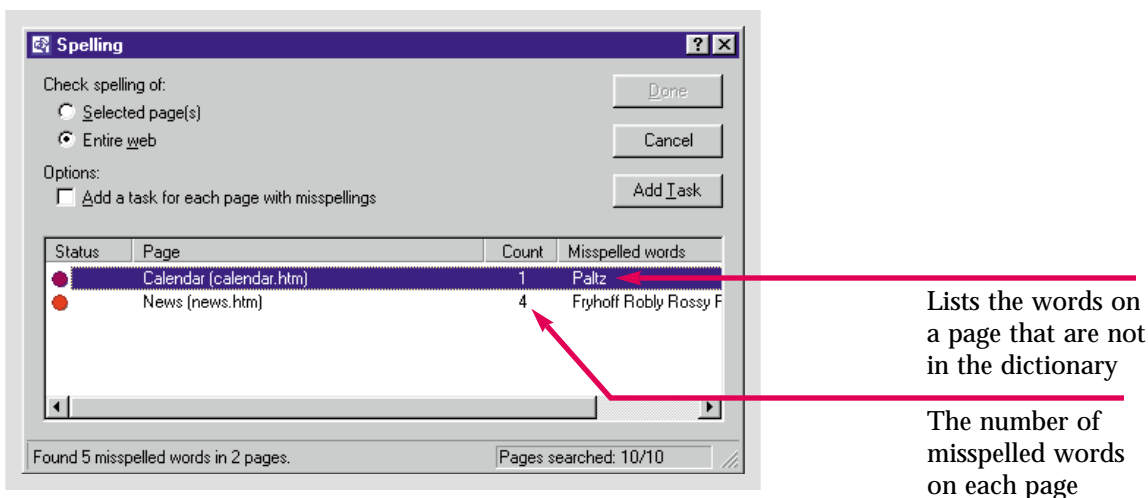 Spelling
Check spelling of:
Selected page(s)
Entire web
Options:
Add a task for each page with misspellings
Done
Cancel
Add Task
Status Page Count Misspelled words
Calendar (calendar.htm) 1 Paltz
News (news.htm) 4 Fryhoff Robly Rossy F
Found 5 misspelled words in 2 pages. Pages searched: 10/10
Lists the words on
a page that are not
in the dictionary
The number of
misspelled words
on each page